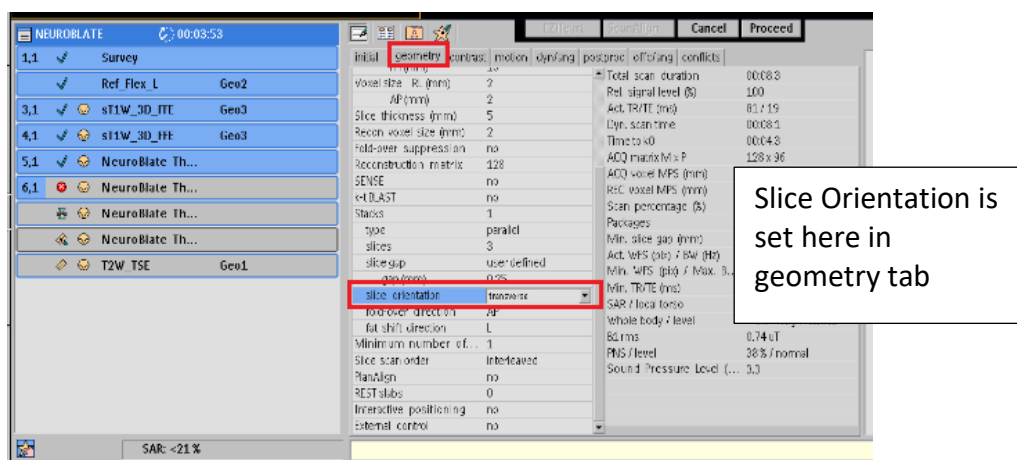 NEUROBLATE 00:03:53
Cancel Proceed
1,1 Survey
Ref_Flex_L Geo2
3,1 sT1W_3D_TFE Geo3
4,1 sT1W_3D_FFE Geo3
5,1 NeuroBlate Th...
6,1 NeuroBlate Th...
NeuroBlate Th...
NeuroBlate Th...
T2W_TSE Geo1
SAR: <21 %
initial geometry contrast motion dyn/ang postproc offc/ang conflicts
Voxel size RL (mm) 2
AP (mm) 2
Slice thickness (mm) 5
Recon voxel size (mm) 2
Fold-over suppression no
Reconstruction matrix 128
SENSE no
k-t BLAST no
Stacks 1
type parallel
slices 3
slice gap user defined
gap (mm) 0.25
slice orientation transverse
fold-over direction AP
fat shift direction L
Minimum number of... 1
Slice scan order interleaved
PlanAlign no
REST slabs 0
Interactive positioning no
External control no
Total scan duration 00:08.3
Rel. signal level (%) 100
Act. TR/TE (ms) 81 / 19
Dyn. scan time 00:08.1
Time to k0 00:04.3
ACQ matrix M x P 128 x 96
ACQ voxel MPS (mm)
REC voxel MPS (mm)
Scan percentage (%)
Packages
Min. slice gap (mm)
Act. WFS (pix) / BW (Hz)
Min. WFS (pix) / Max. B...
Min. TR/TE (ms)
SAR / local torso
Whole body / level
B1 rms 0.74 uT
PNS / level 38 % / normal
Sound Pressure Level (... 3.3
Slice Orientation is
set here in
geometry tab